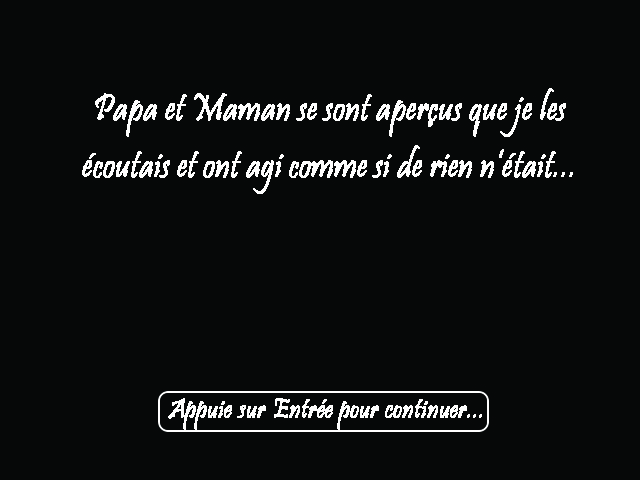 Papa et Maman se sont aperçus que je les
écoutais et ont agi comme si de rien n'était...
Appuie sur Entrée pour continuer...